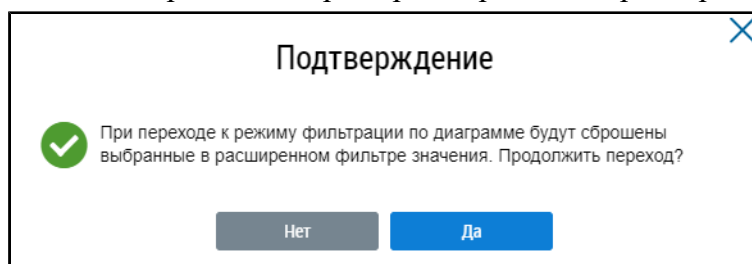 Подтверждение
При переходе к режиму фильтрации по диаграмме будут сброшены
выбранные в расширенном фильтре значения. Продолжить переход?
Нет
Да